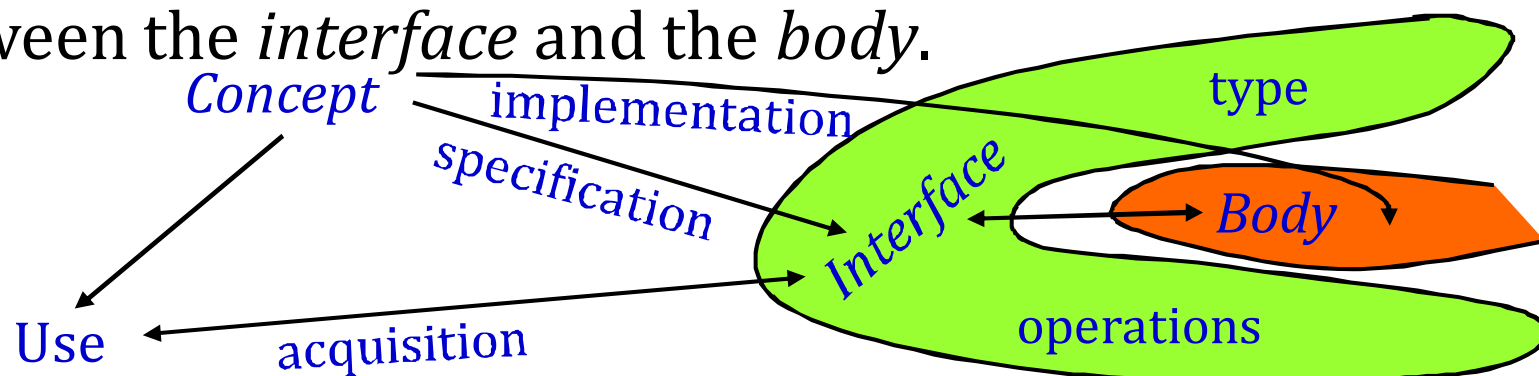 ween the interface and the body.
Concept
implementation
type
specification
Interface
Body
Use
acquisition
operations